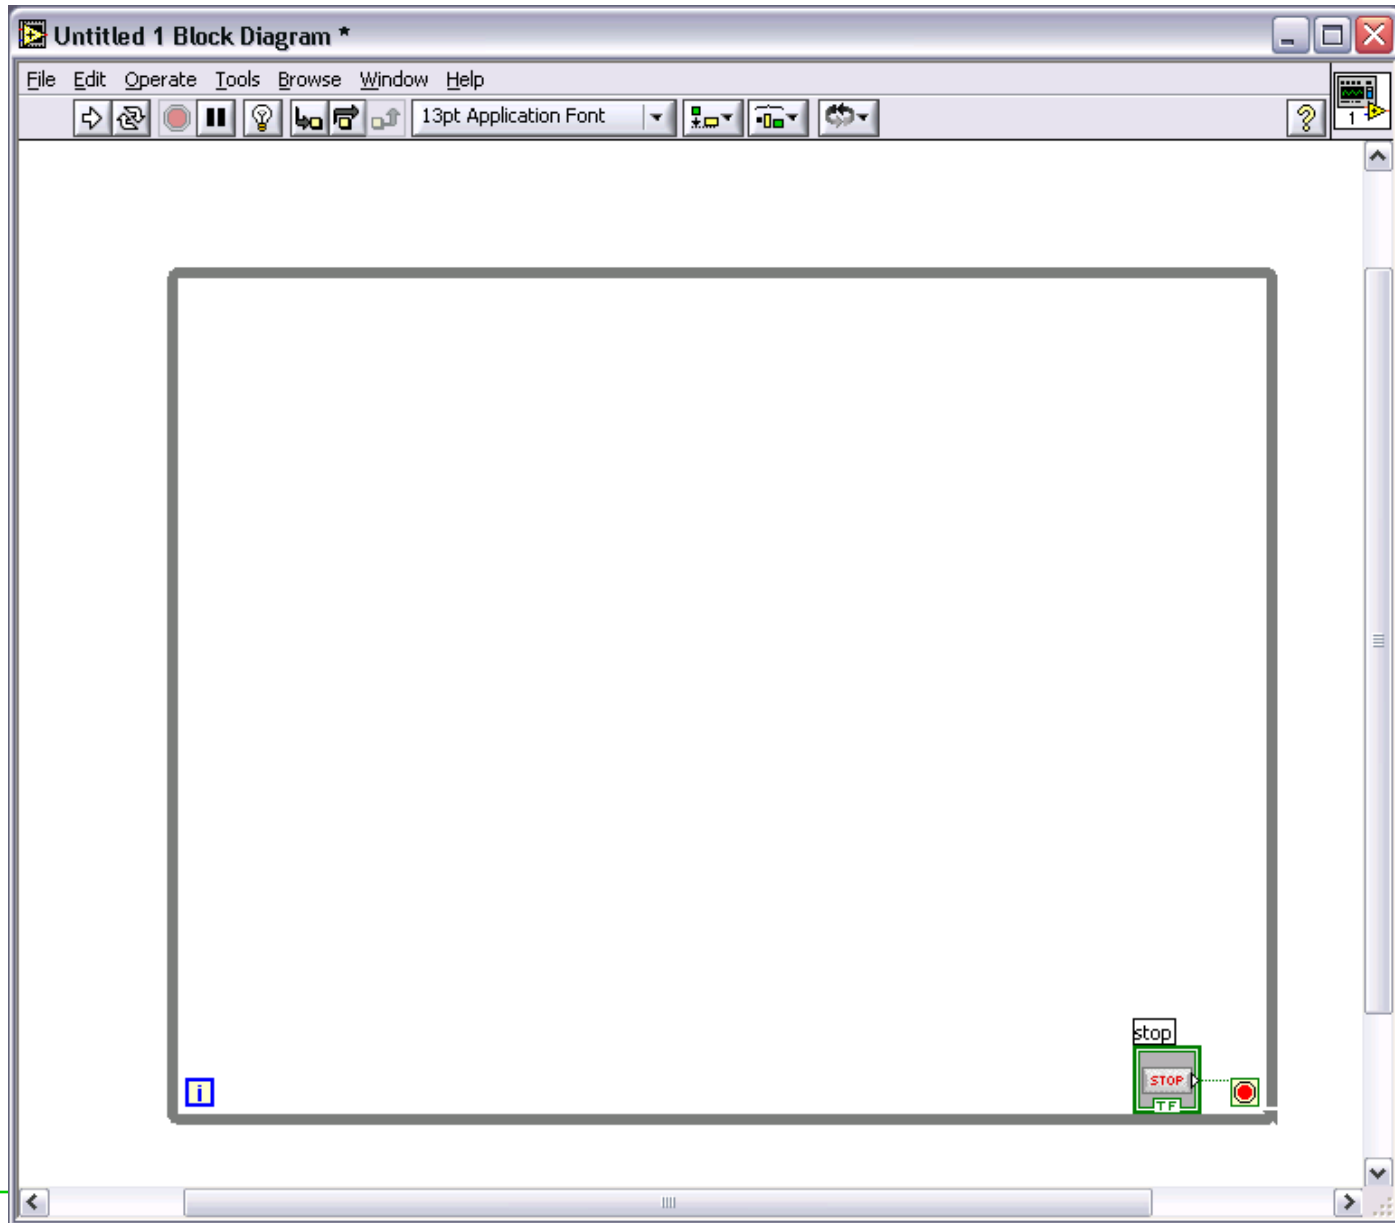 Untitled 1 Block Diagram *
File Edit Operate Tools Browse Window Help
13pt Application Font
?
1
stop
STOP
TF
i